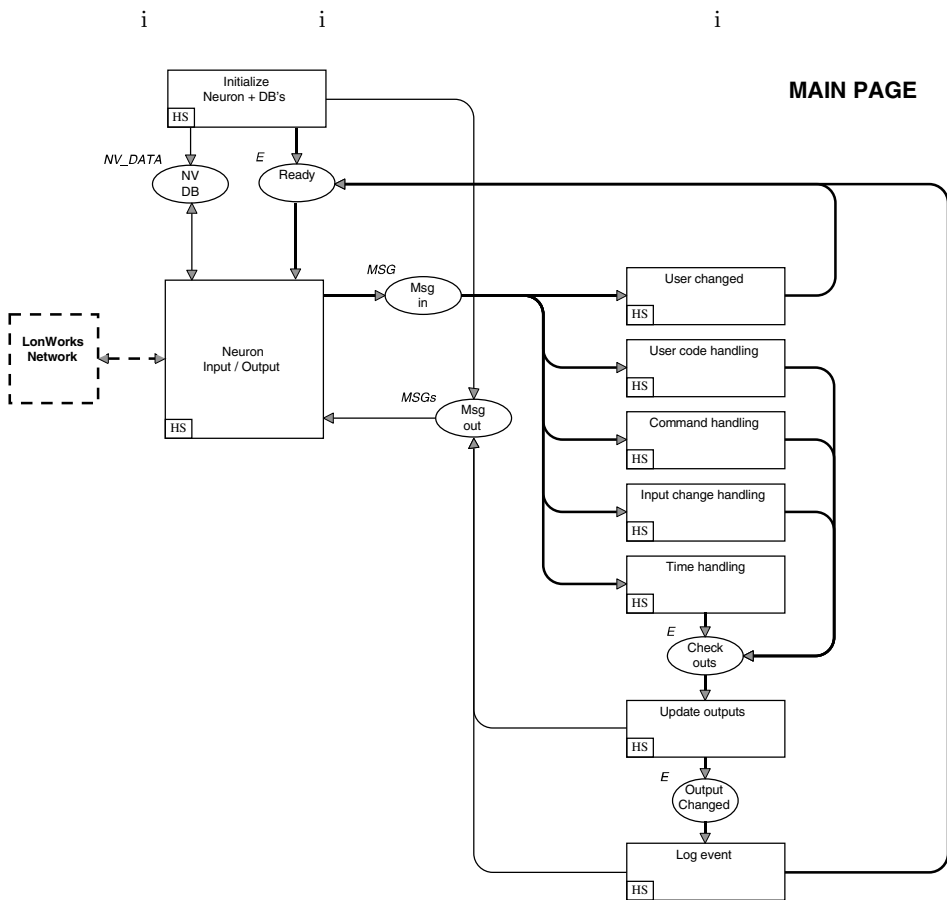 i i i
MAIN PAGE
Initialize
Neuron + DB's
HS
NV_DATA
NV
DB
E
Ready
MSG
Msg
in
User changed
HS
LonWorks
Network
Neuron
Input / Output
HS
User code handling
HS
MSGs
Msg
out
Command handling
HS
Input change handling
HS
Time handling
HS
E
Check
outs
Update outputs
HS
E
Output
Changed
Log event
HS